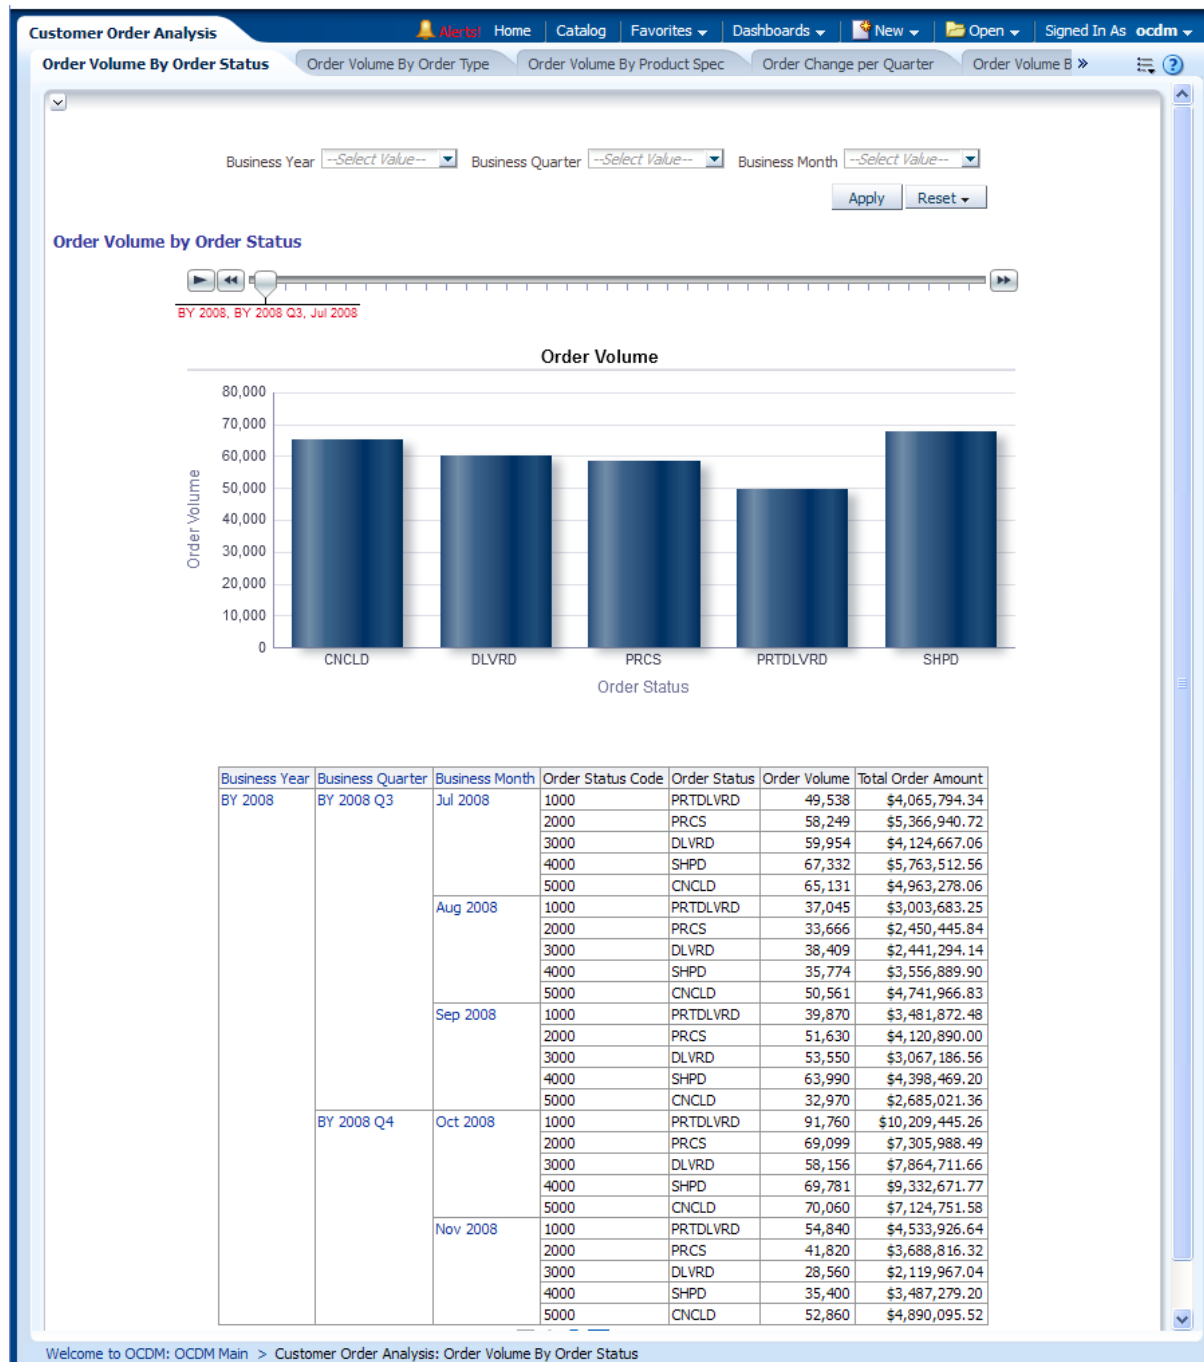 Customer Order Analysis
Alerts! Home Catalog Favorites Dashboards New Open Signed In As ocdm
Order Volume By Order Status Order Volume By Order Type Order Volume By Product Spec Order Change per Quarter Order Volume B »
Business Year --Select Value-- Business Quarter --Select Value-- Business Month --Select Value--
Apply Reset
Order Volume by Order Status
BY 2008, BY 2008 Q3, Jul 2008
Order Volume
80,000
70,000
60,000
50,000
40,000
30,000
20,000
10,000
0
Order Volume
CNCLD DLVRD PRCS PRTDLVRD SHPD
Order Status
Business Year Business Quarter Business Month Order Status Code Order Status Order Volume Total Order Amount
BY 2008 BY 2008 Q3 Jul 2008 1000 PRTDLVRD 49,538 $4,065,794.34
2000 PRCS 58,249 $5,366,940.72
3000 DLVRD 59,954 $4,124,667.06
4000 SHPD 67,332 $5,763,512.56
5000 CNCLD 65,131 $4,963,278.06
Aug 2008 1000 PRTDLVRD 37,045 $3,003,683.25
2000 PRCS 33,666 $2,450,445.84
3000 DLVRD 38,409 $2,441,294.14
4000 SHPD 35,774 $3,556,889.90
5000 CNCLD 50,561 $4,741,966.83
Sep 2008 1000 PRTDLVRD 39,870 $3,481,872.48
2000 PRCS 51,630 $4,120,890.00
3000 DLVRD 53,550 $3,067,186.56
4000 SHPD 63,990 $4,398,469.20
5000 CNCLD 32,970 $2,685,021.36
BY 2008 Q4 Oct 2008 1000 PRTDLVRD 91,760 $10,209,445.26
2000 PRCS 69,099 $7,305,988.49
3000 DLVRD 58,156 $7,864,711.66
4000 SHPD 69,781 $9,332,671.77
5000 CNCLD 70,060 $7,124,751.58
Nov 2008 1000 PRTDLVRD 54,840 $4,533,926.64
2000 PRCS 41,820 $3,688,816.32
3000 DLVRD 28,560 $2,119,967.04
4000 SHPD 35,400 $3,487,279.20
5000 CNCLD 52,860 $4,890,095.52
Welcome to OCDM: OCDM Main > Customer Order Analysis: Order Volume By Order Status